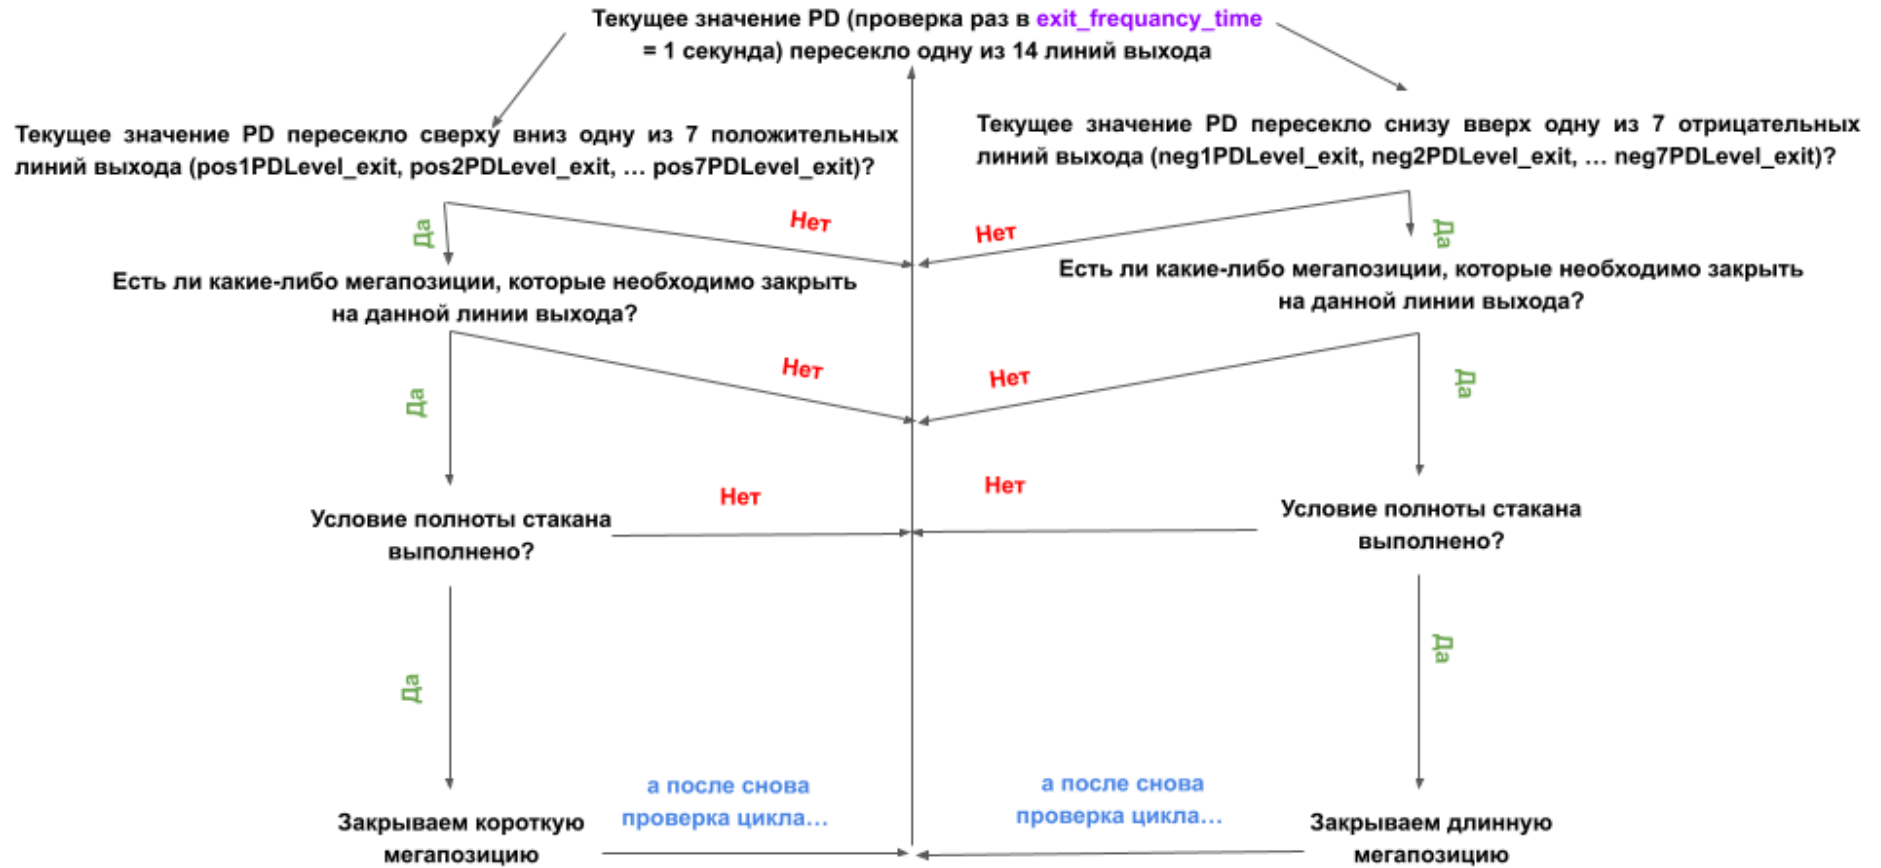 Текущее значение PD (проверка раз в exit_frequancy_time
= 1 секунда) пересекло одну из 14 линий выхода
Текущее значение PD пересекло сверху вниз одну из 7 положительных
линий выхода (pos1PDLevel_exit, pos2PDLevel_exit, … pos7PDLevel_exit)?
Текущее значение PD пересекло снизу вверх одну из 7 отрицательных
линий выхода (neg1PDLevel_exit, neg2PDLevel_exit, … neg7PDLevel_exit)?
Да
Нет
Нет
Да
Есть ли какие-либо мегапозиции, которые необходимо закрыть
на данной линии выхода?
Есть ли какие-либо мегапозиции, которые необходимо закрыть
на данной линии выхода?
Да
Нет
Нет
Да
Условие полноты стакана
выполнено?
Нет
Нет
Условие полноты стакана
выполнено?
Да
Да
Закрываем короткую
мегапозицию
а после снова
проверка цикла…
а после снова
проверка цикла…
Закрываем длинную
мегапозицию